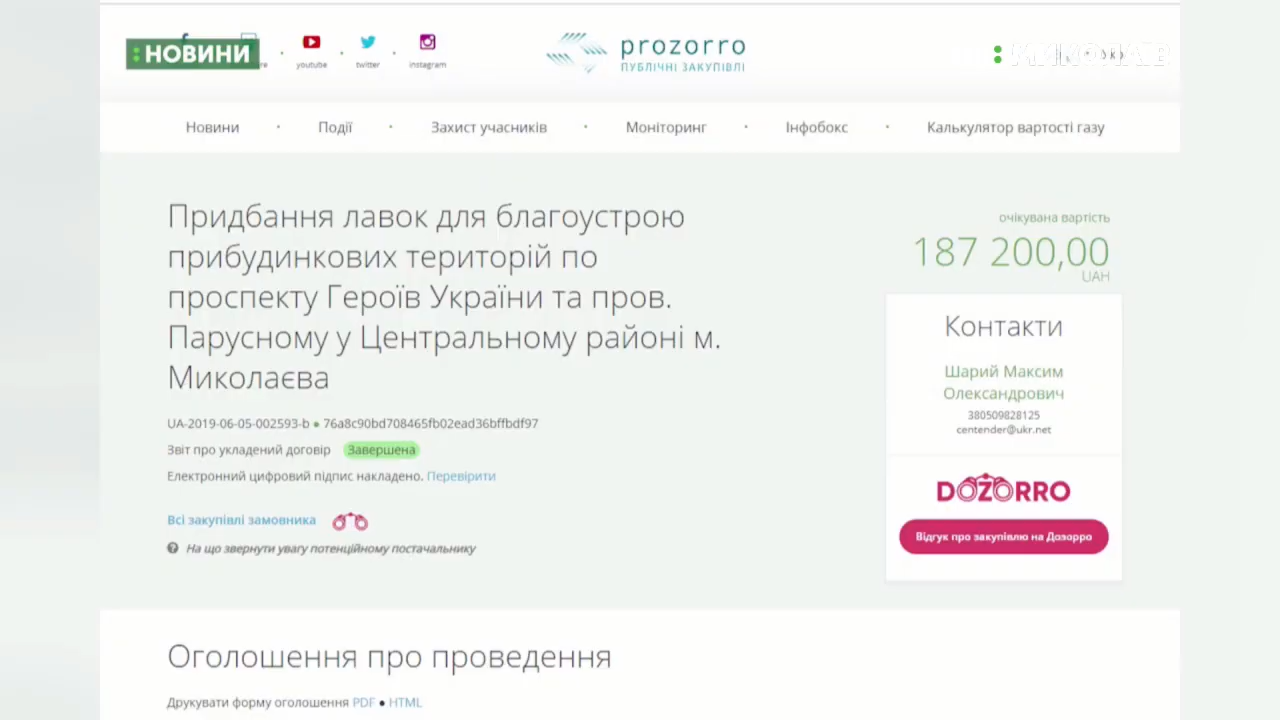 НОВИНИ
youtube
twitter
instagram
prozorro
ПУБЛІЧНІ ЗАКУПІВЛІ
МИКОЛАЇВ
Новини · Події · Захист учасників · Моніторинг · Інфобокс · Калькулятор вартості газу
Придбання лавок для благоустрою
прибудинкових територій по
проспекту Героїв України та пров.
Парусному у Центральному районі м.
Миколаєва
очікувана вартість
187 200,00
UAH
UA-2019-06-05-002593-b ● 76a8c90bd708465fb02ead36bffbdf97
Звіт про укладений договір Завершена
Електронний цифровий підпис накладено. Перевірити
Всі закупівлі замовника
На що звернути увагу потенційному постачальнику
Контакти
Шарий Максим
Олександрович
380509828125
centender@ukr.net
DOZORRO
Відгук про закупівлю на Дозорро
Оголошення про проведення
Друкувати форму оголошення PDF ● HTML